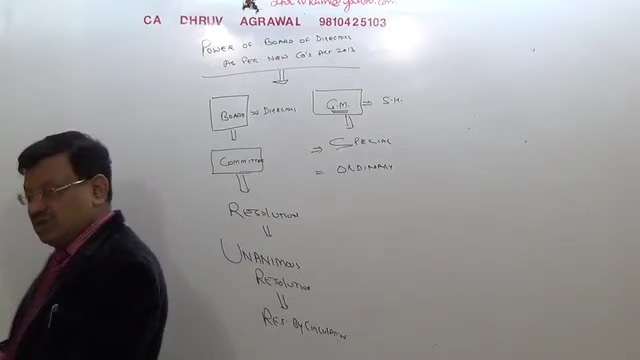 CA DHRUV AGRAWAL 9810425103
POWER OF BOARD OF DIRECTORS
AS PER NEW CO'S ACT 2013
BOARD ⇒ DIRECTORS
G.M. ⇒ S.H.
COMMITTEE
⇒ SPECIAL
= ORDINARY
RESOLUTION
UNANIMOUS
RESOLUTION
RES. BY CIRCULATION